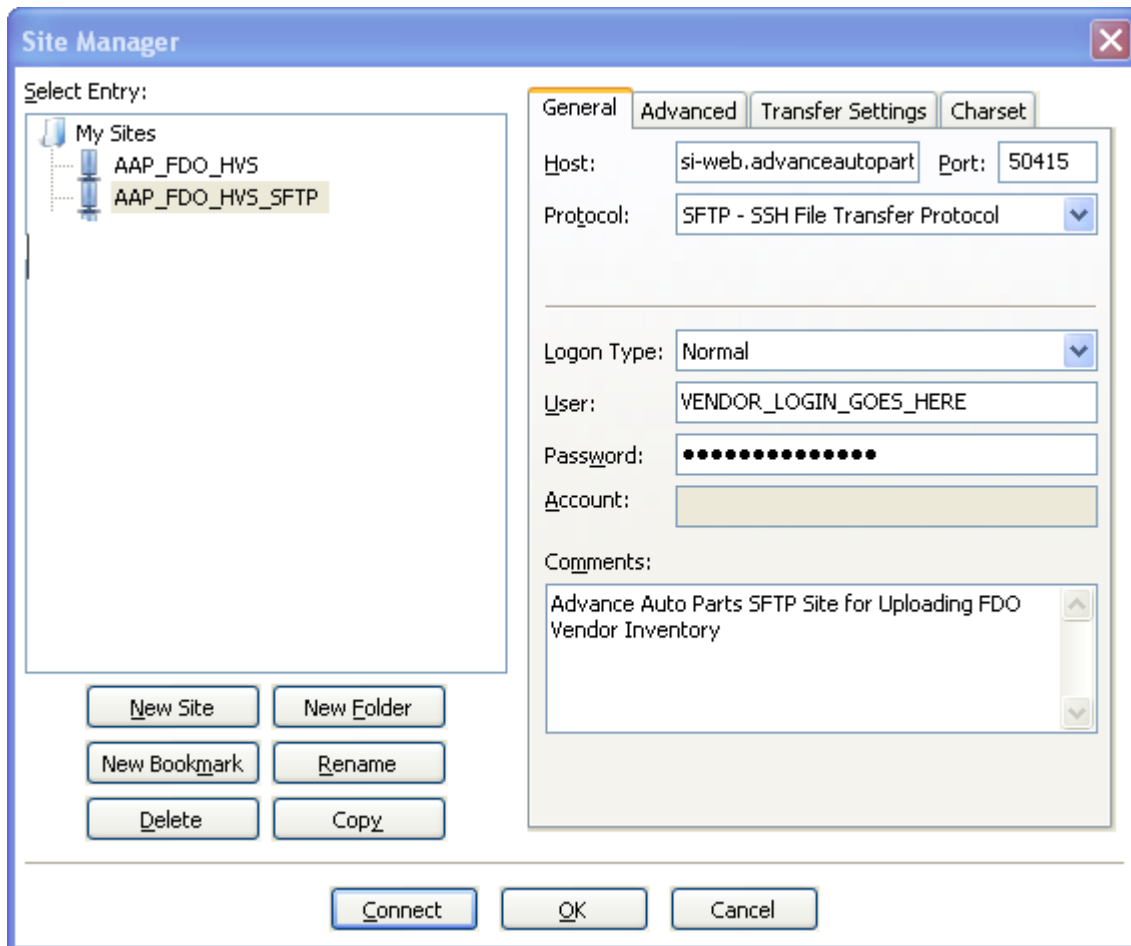 Site Manager
Select Entry:
My Sites
AAP_FDO_HVS
AAP_FDO_HVS_SFTP
New Site
New Folder
New Bookmark
Rename
Delete
Copy
General
Advanced
Transfer Settings
Charset
Host:
si-web.advanceautopart
Port:
50415
Protocol:
SFTP - SSH File Transfer Protocol
Logon Type:
Normal
User:
VENDOR_LOGIN_GOES_HERE
Password:
●●●●●●●●●●●●●●
Account:
Comments:
Advance Auto Parts SFTP Site for Uploading FDO
Vendor Inventory
Connect
OK
Cancel